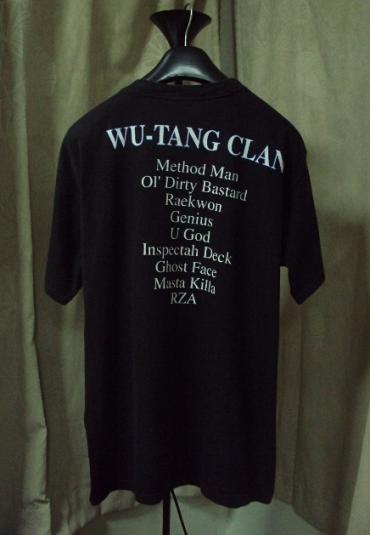 WU-TANG CLAN
Method Man
Ol' Dirty Bastard
Raekwon
Genius
U God
Inspectah Deck
Ghost Face
Masta Killa
RZA